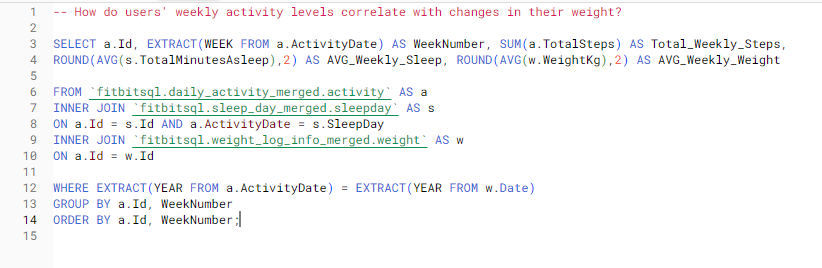 1 -- How do users' weekly activity levels correlate with changes in their weight?
2
3 SELECT a.Id, EXTRACT(WEEK FROM a.ActivityDate) AS WeekNumber, SUM(a.TotalSteps) AS Total_Weekly_Steps,
4 ROUND(AVG(s.TotalMinutesAsleep),2) AS AVG_Weekly_Sleep, ROUND(AVG(w.WeightKg),2) AS AVG_Weekly_Weight
5
6 FROM `fitbitsql.daily_activity_merged.activity` AS a
7 INNER JOIN `fitbitsql.sleep_day_merged.sleepday` AS s
8 ON a.Id = s.Id AND a.ActivityDate = s.SleepDay
9 INNER JOIN `fitbitsql.weight_log_info_merged.weight` AS w
10 ON a.Id = w.Id
11
12 WHERE EXTRACT(YEAR FROM a.ActivityDate) = EXTRACT(YEAR FROM w.Date)
13 GROUP BY a.Id, WeekNumber
14 ORDER BY a.Id, WeekNumber;
15